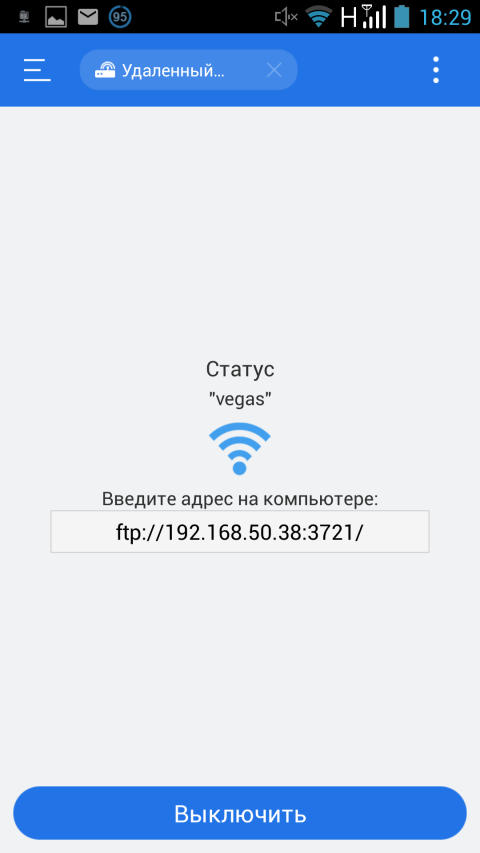 95
H
18:29
Удаленный...
Статус
"vegas"
Введите адрес на компьютере:
ftp://192.168.50.38:3721/
Выключить